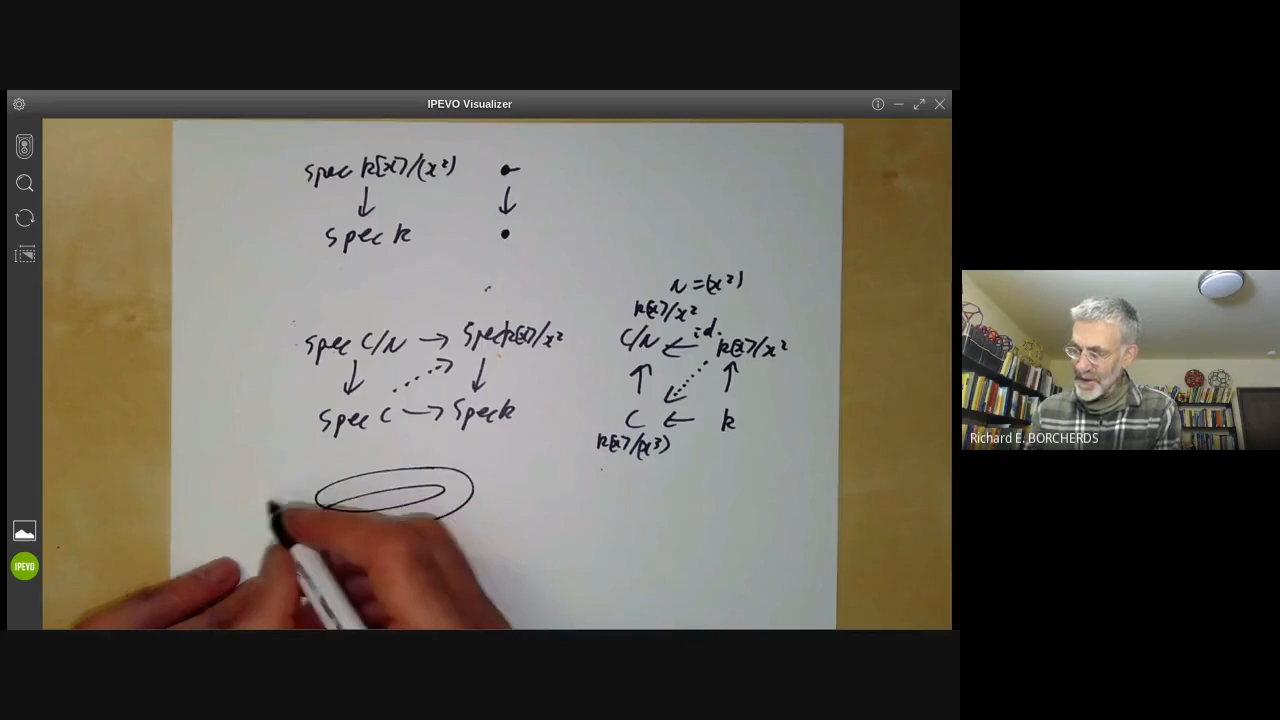 IPEVO Visualizer
spec k[x]/(x²)
↓ ↓
spec k
N = (x²)
k[x]/x²
spec C/N → Spec k[x]/x²
C/N ← id. k[x]/x²
↓ ↓ ↑ ↑
spec C → spec k
C ← k
k[x]/(x³)
Richard E. BORCHERDS
IPEVO